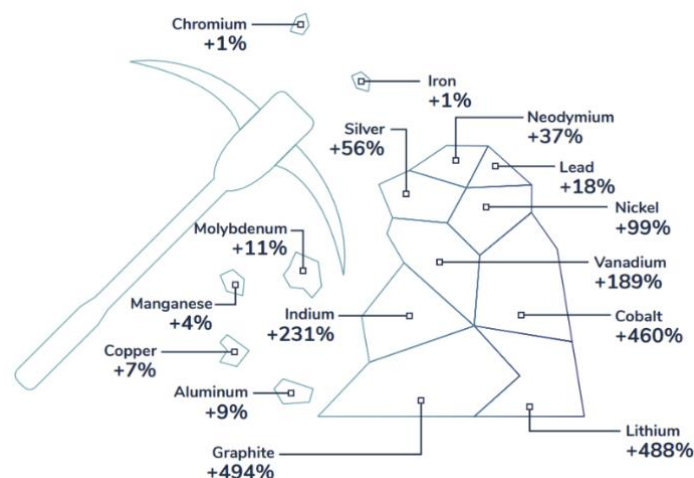 Chromium
+1%
Iron
+1%
Neodymium
+37%
Silver
+56%
Lead
+18%
Nickel
+99%
Molybdenum
+11%
Vanadium
+189%
Manganese
+4%
Indium
+231%
Cobalt
+460%
Copper
+7%
Aluminum
+9%
Lithium
+488%
Graphite
+494%